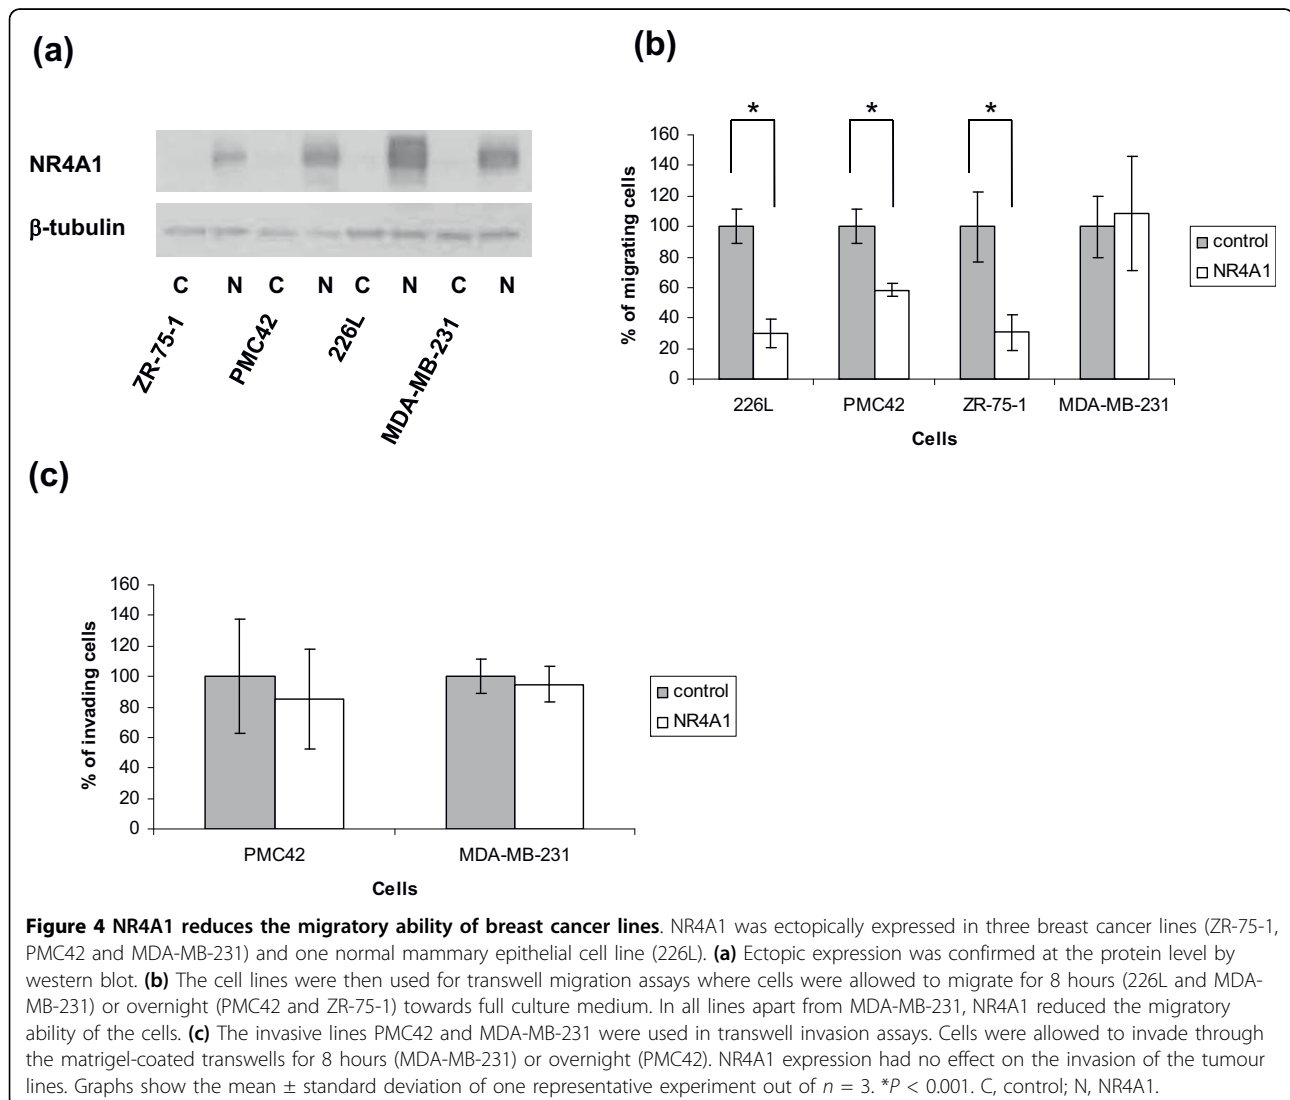 (a)
NR4A1
β-tubulin
C N C N C N C N
ZR-75-1 PMC42 226L MDA-MB-231
(b)
* * *
160
140
120
100
80
60
40
20
0
% of migrating cells
226L PMC42 ZR-75-1 MDA-MB-231
Cells
control
NR4A1
(c)
160
140
120
100
80
60
40
20
0
% of invading cells
PMC42 MDA-MB-231
Cells
control
NR4A1
Figure 4 NR4A1 reduces the migratory ability of breast cancer lines. NR4A1 was ectopically expressed in three breast cancer lines (ZR-75-1,
PMC42 and MDA-MB-231) and one normal mammary epithelial cell line (226L). (a) Ectopic expression was confirmed at the protein level by
western blot. (b) The cell lines were then used for transwell migration assays where cells were allowed to migrate for 8 hours (226L and MDA-
MB-231) or overnight (PMC42 and ZR-75-1) towards full culture medium. In all lines apart from MDA-MB-231, NR4A1 reduced the migratory
ability of the cells. (c) The invasive lines PMC42 and MDA-MB-231 were used in transwell invasion assays. Cells were allowed to invade through
the matrigel-coated transwells for 8 hours (MDA-MB-231) or overnight (PMC42). NR4A1 expression had no effect on the invasion of the tumour
lines. Graphs show the mean ± standard deviation of one representative experiment out of n = 3. *P < 0.001. C, control; N, NR4A1.